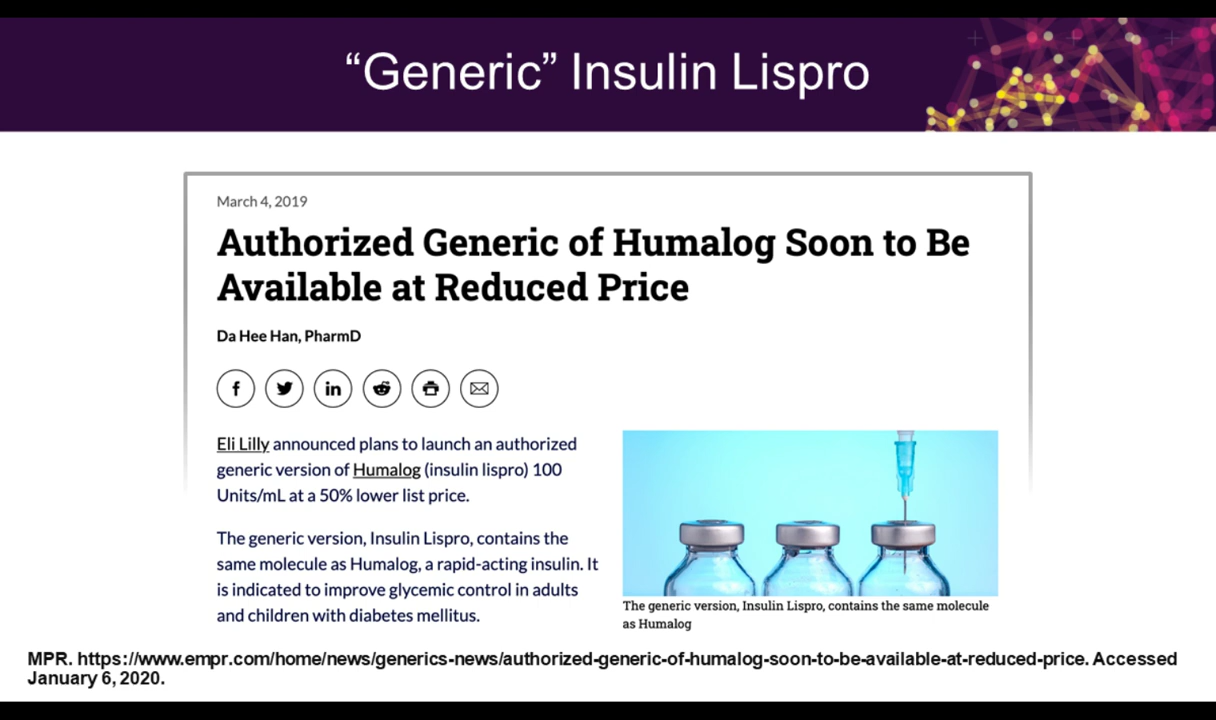 “Generic” Insulin Lispro
March 4, 2019
Authorized Generic of Humalog Soon to Be
Available at Reduced Price
Da Hee Han, PharmD
f
in
Eli Lilly announced plans to launch an authorized
generic version of Humalog (insulin lispro) 100
Units/mL at a 50% lower list price.
The generic version, Insulin Lispro, contains the
same molecule as Humalog, a rapid-acting insulin. It
is indicated to improve glycemic control in adults
and children with diabetes mellitus.
The generic version, Insulin Lispro, contains the same molecule
as Humalog
MPR. https://www.empr.com/home/news/generics-news/authorized-generic-of-humalog-soon-to-be-available-at-reduced-price. Accessed
January 6, 2020.